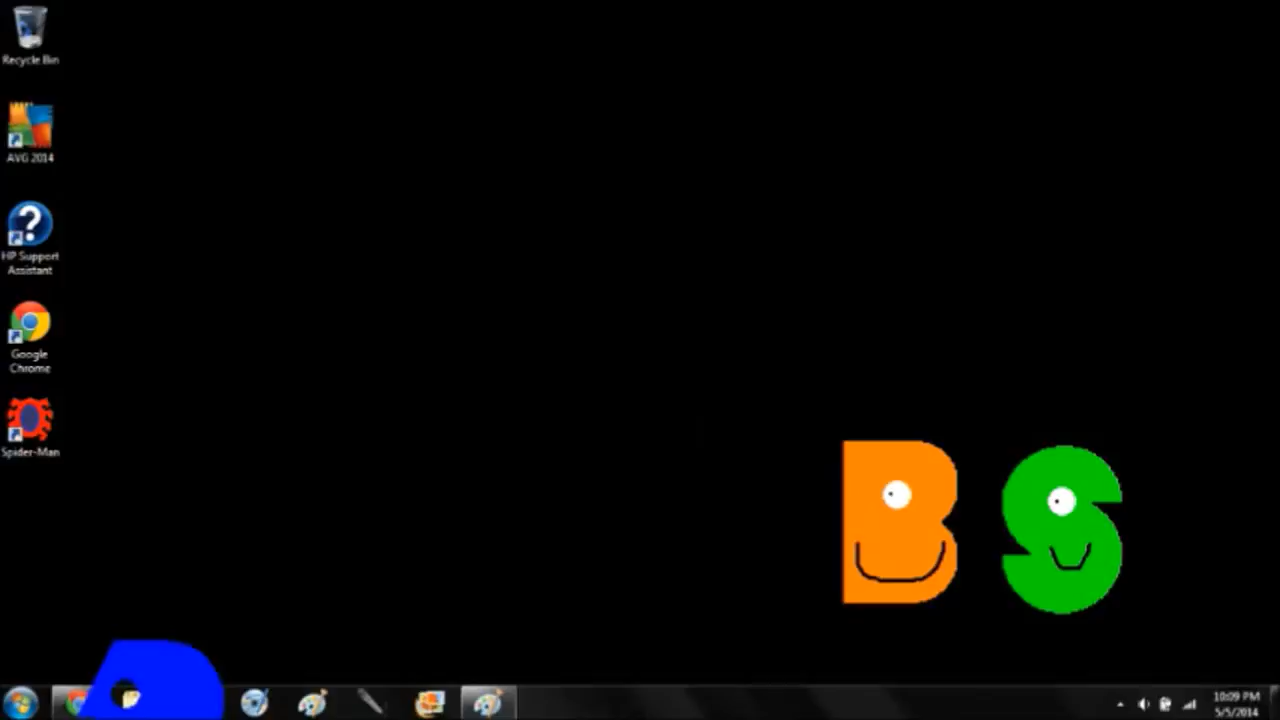 Recycle Bin
AVG 2014
?
HP Support
Assistant
Google
Chrome
Spider-Man
B S
10:09 PM
5/5/2014